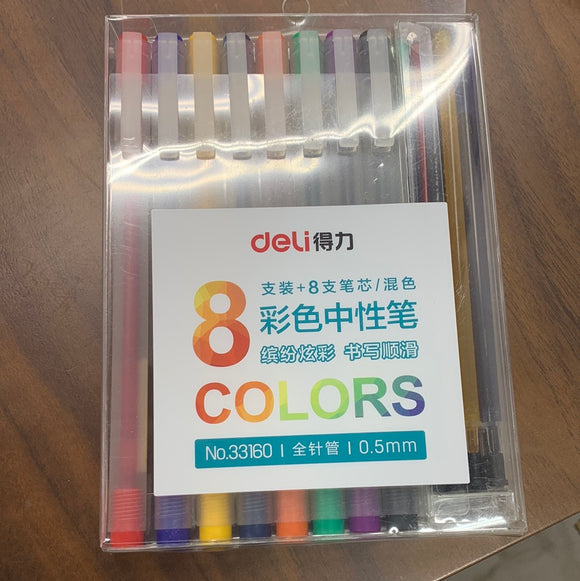 deli得力
8
支装+8支笔芯/混色
彩色中性笔
缤纷炫彩 书写顺滑
COLORS
No.33160 | 全针管 | 0.5mm